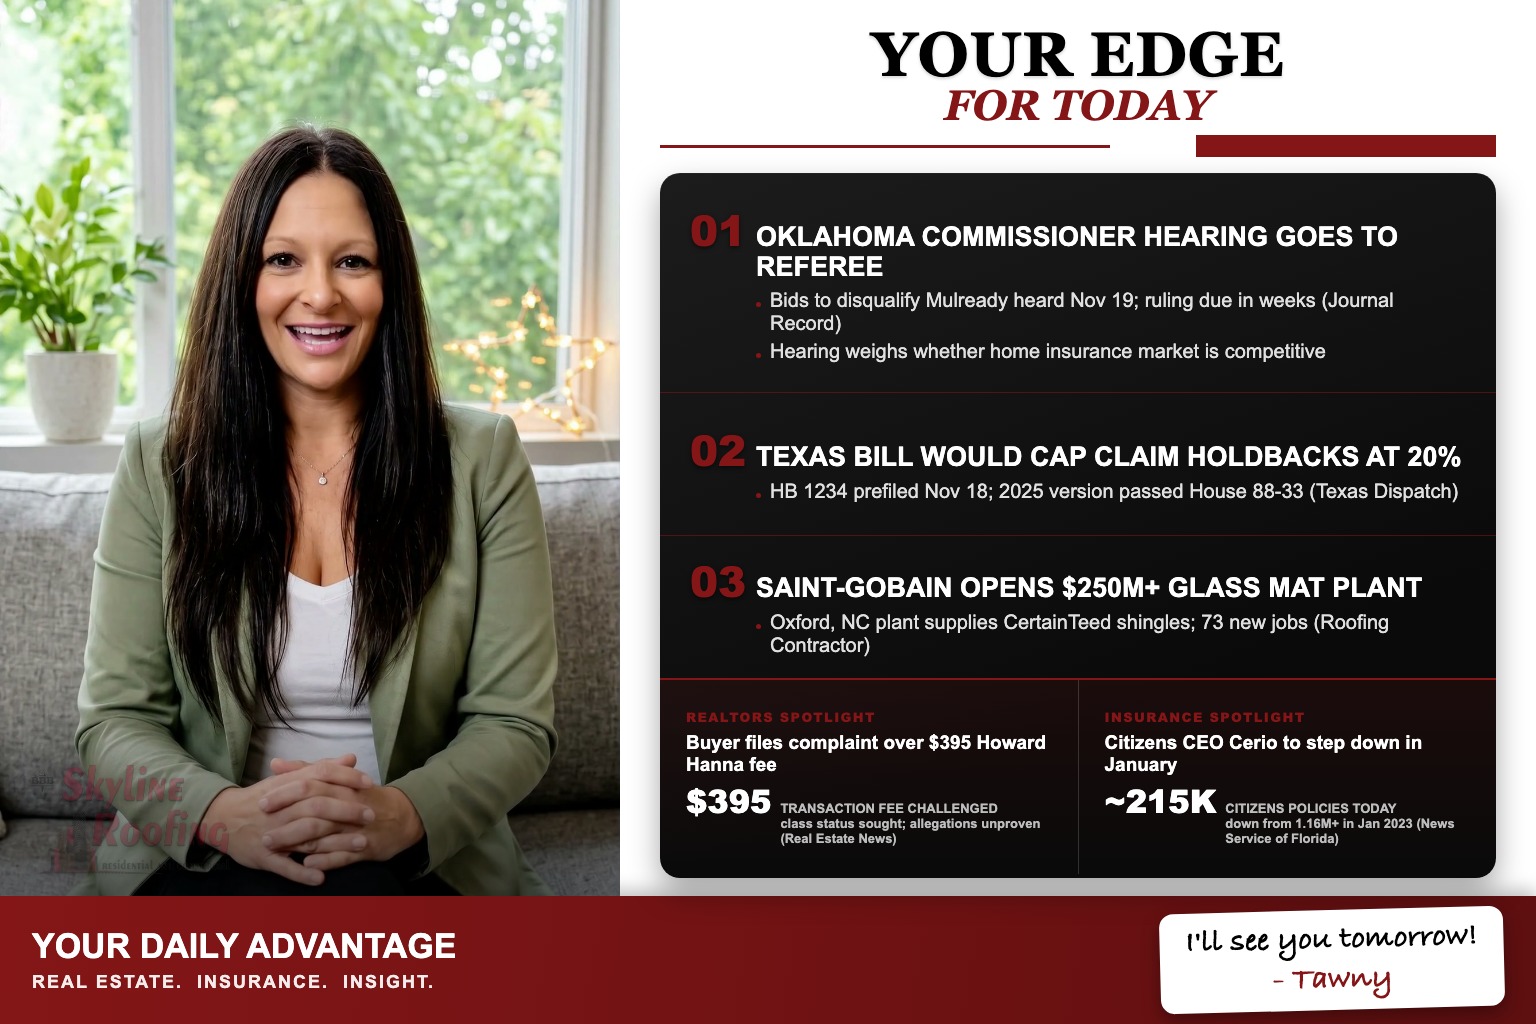 YOUR EDGE
FOR TODAY
01 OKLAHOMA COMMISSIONER HEARING GOES TO
REFEREE
• Bids to disqualify Mulready heard Nov 19; ruling due in weeks (Journal
Record)
• Hearing weighs whether home insurance market is competitive
02 TEXAS BILL WOULD CAP CLAIM HOLDBACKS AT 20%
• HB 1234 prefiled Nov 18; 2025 version passed House 88-33 (Texas Dispatch)
03 SAINT-GOBAIN OPENS $250M+ GLASS MAT PLANT
• Oxford, NC plant supplies CertainTeed shingles; 73 new jobs (Roofing
Contractor)
REALTORS SPOTLIGHT
Buyer files complaint over $395 Howard
Hanna fee
$395 TRANSACTION FEE CHALLENGED
class status sought; allegations unproven
(Real Estate News)
INSURANCE SPOTLIGHT
Citizens CEO Cerio to step down in
January
~215K CITIZENS POLICIES TODAY
down from 1.16M+ in Jan 2023 (News
Service of Florida)
Skyline
Roofing
residential
YOUR DAILY ADVANTAGE
REAL ESTATE. INSURANCE. INSIGHT.
I'll see you tomorrow!
- Tawny